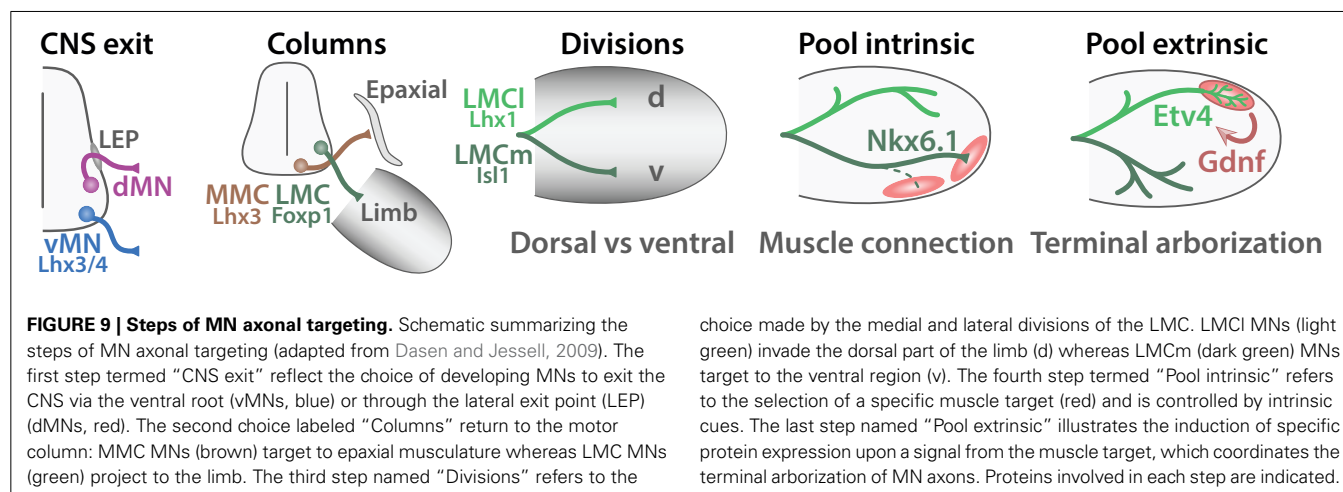 CNS exit
Columns
Divisions
Pool intrinsic
Pool extrinsic
LEP
dMN
vMN
Lhx3/4
Epaxial
MMC LMC
Lhx3 Foxp1
Limb
LMCl
Lhx1
LMCm
Isl1
d
v
Dorsal vs ventral
Nkx6.1
Muscle connection
Etv4
Gdnf
Terminal arborization
FIGURE 9 | Steps of MN axonal targeting. Schematic summarizing the
steps of MN axonal targeting (adapted from Dasen and Jessell, 2009). The
first step termed “CNS exit” reflect the choice of developing MNs to exit the
CNS via the ventral root (vMNs, blue) or through the lateral exit point (LEP)
(dMNs, red). The second choice labeled “Columns” return to the motor
column: MMC MNs (brown) target to epaxial musculature whereas LMC MNs
(green) project to the limb. The third step named “Divisions” refers to the
choice made by the medial and lateral divisions of the LMC. LMCl MNs (light
green) invade the dorsal part of the limb (d) whereas LMCm (dark green) MNs
target to the ventral region (v). The fourth step termed “Pool intrinsic” refers
to the selection of a specific muscle target (red) and is controlled by intrinsic
cues. The last step named “Pool extrinsic” illustrates the induction of specific
protein expression upon a signal from the muscle target, which coordinates the
terminal arborization of MN axons. Proteins involved in each step are indicated.